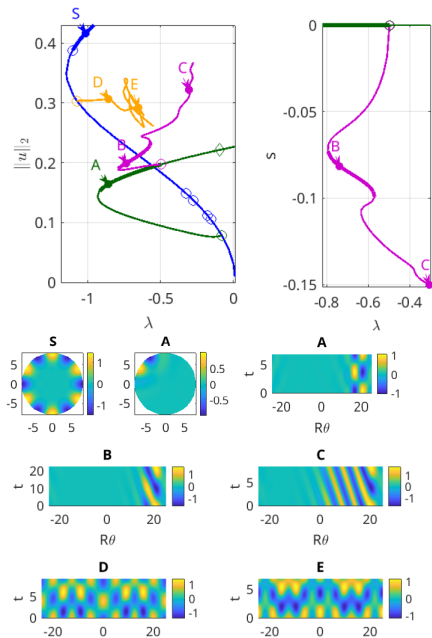 S
0.4
0.3
0.2
0.1
0
||u||₂
D
E
C
B
A
-1
-0.5
0
λ
0
-0.05
-0.1
-0.15
s
B
C
-0.8
-0.6
-0.4
λ
S
5
0
-5
-5 0 5
1
0
-1
A
5
0
-5
-5 0 5
0.5
0
-0.5
A
t
5
0
-20 0 20
Rθ
1
0
-1
B
t
20
10
0
-20 0 20
Rθ
1
0
-1
C
t
5
0
-20 0 20
Rθ
1
0
-1
D
t
5
0
-20 0 20
1
0
-1
E
t
5
0
-20 0 20
1
0
-1